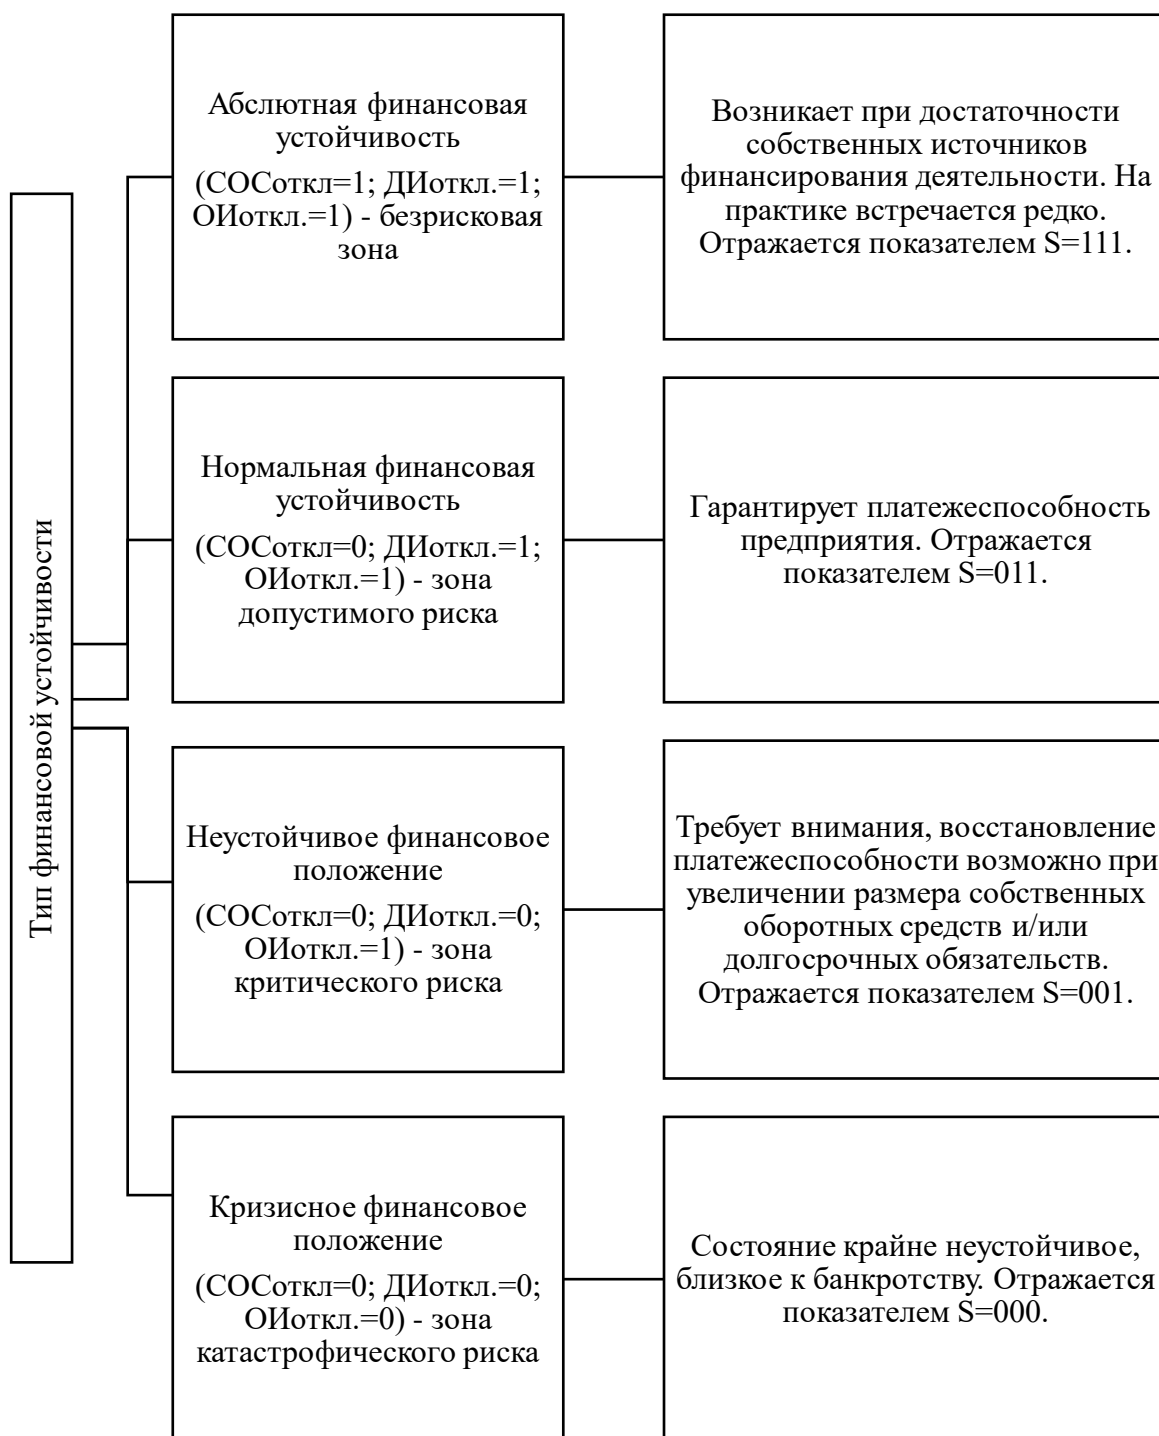 Тип финансовой устойчивости
Абслютная финансовая
устойчивость
(СОСоткл=1; ДИоткл.=1;
ОИоткл.=1) - безрисковая
зона
Возникает при достаточности
собственных источников
финансирования деятельности. На
практике встречается редко.
Отражается показателем S=111.
Нормальная финансовая
устойчивость
(СОСоткл=0; ДИоткл.=1;
ОИоткл.=1) - зона
допустимого риска
Гарантирует платежеспособность
предприятия. Отражается
показателем S=011.
Неустойчивое финансовое
положение
(СОСоткл=0; ДИоткл.=0;
ОИоткл.=1) - зона
критического риска
Требует внимания, восстановление
платежеспособности возможно при
увеличении размера собственных
оборотных средств и/или
долгосрочных обязательств.
Отражается показателем S=001.
Кризисное финансовое
положение
(СОСоткл=0; ДИоткл.=0;
ОИоткл.=0) - зона
катастрофического риска
Состояние крайне неустойчивое,
близкое к банкротству. Отражается
показателем S=000.